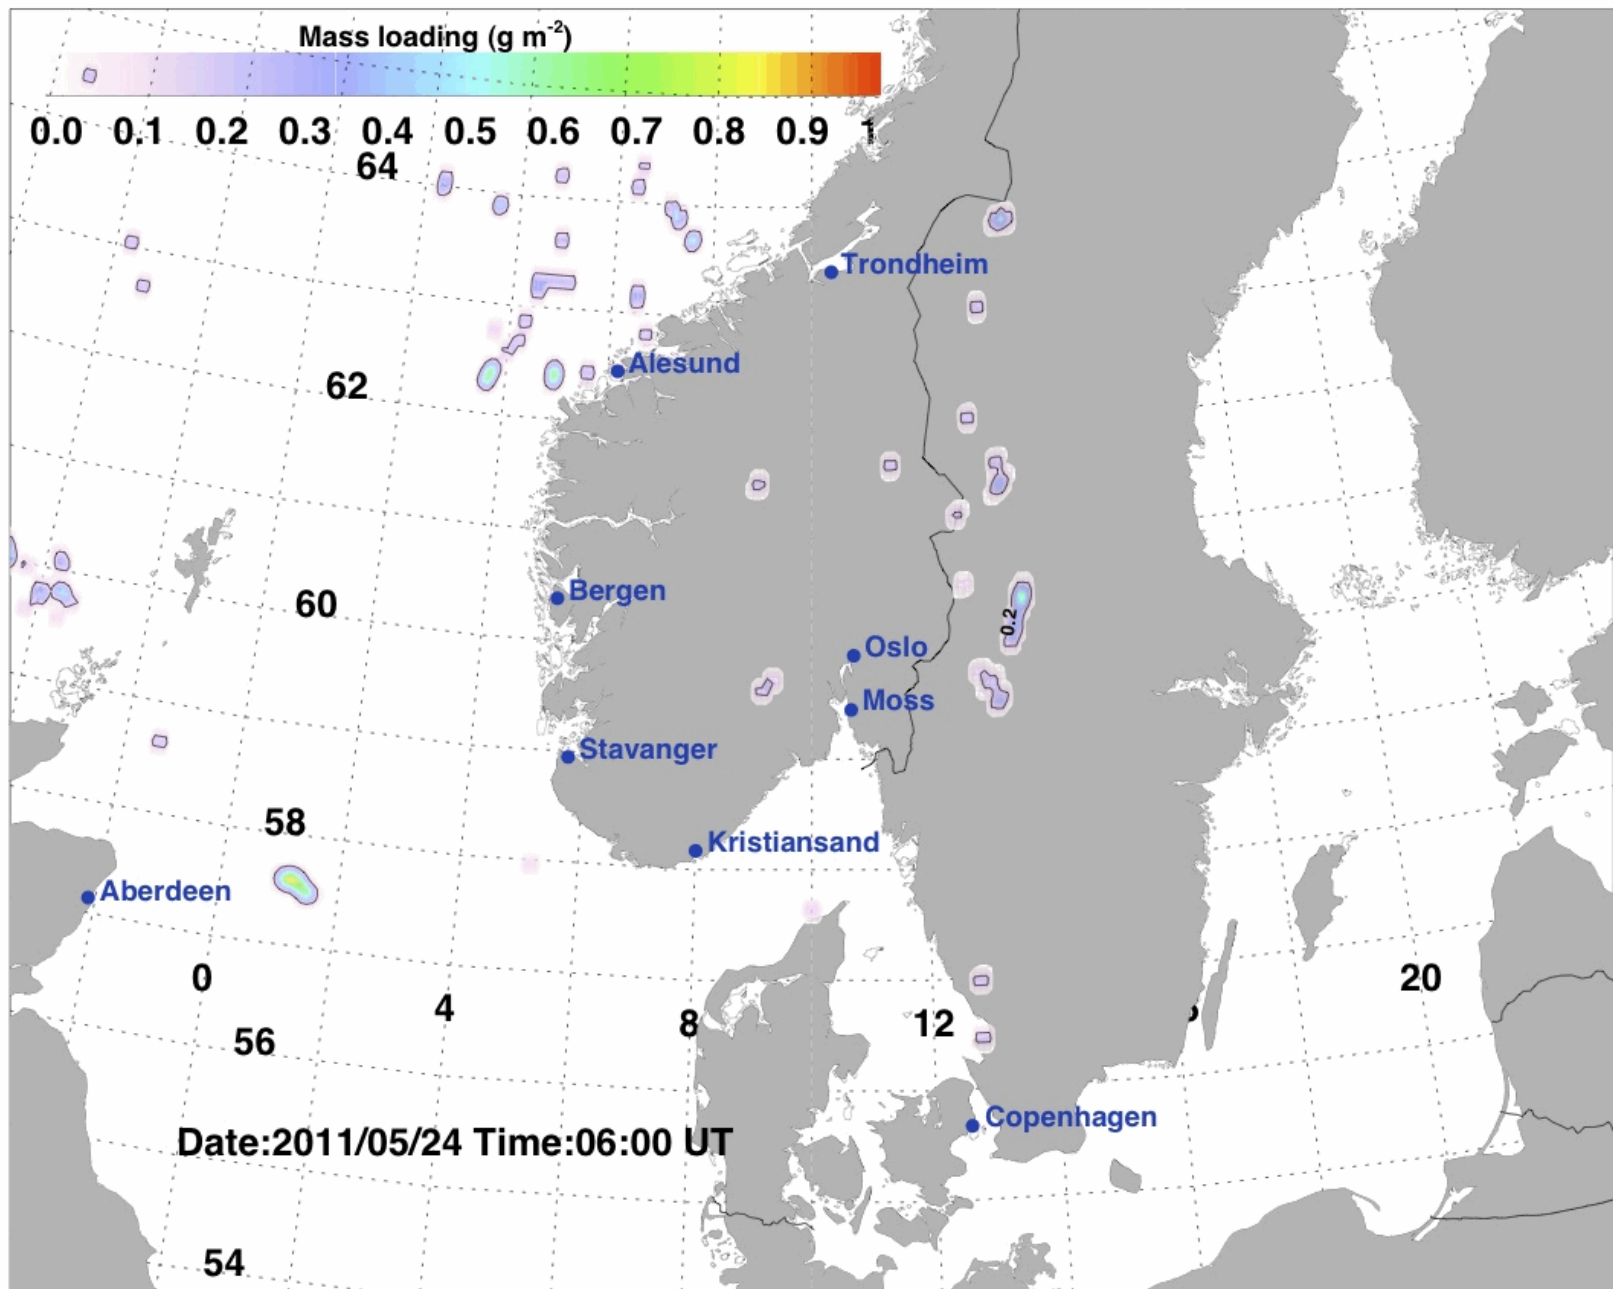 Mass loading (g m-2)
0.0 0.1 0.2 0.3 0.4 0.5 0.6 0.7 0.8 0.9 1
64
Trondheim
Alesund
62
Bergen
60
0.2
Oslo
Moss
Stavanger
58
Kristiansand
Aberdeen
0
4
8
12
20
56
Copenhagen
Date:2011/05/24 Time:06:00 UT
54